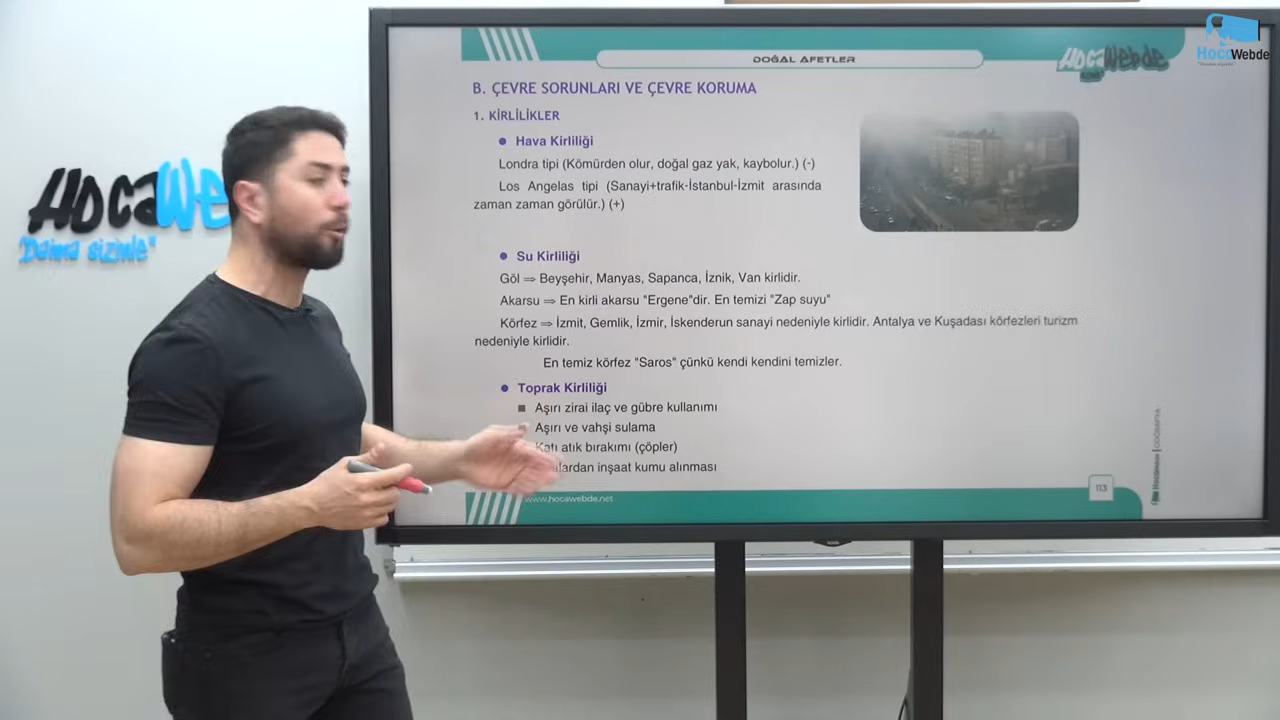 HocaWebde
"Daima sizinle"
HocaWe
"Daima sizinle"
DOĞAL AFETLER
HocaWebde
B. ÇEVRE SORUNLARI VE ÇEVRE KORUMA
1. KİRLİLİKLER
● Hava Kirliliği
Londra tipi (Kömürden olur, doğal gaz yak, kaybolur.) (-)
Los Angelas tipi (Sanayi+trafik-İstanbul-İzmit arasında
zaman zaman görülür.) (+)
● Su Kirliliği
Göl ⇒ Beyşehir, Manyas, Sapanca, İznik, Van kirlidir.
Akarsu ⇒ En kirli akarsu "Ergene"dir. En temizi "Zap suyu"
Körfez ⇒ İzmit, Gemlik, İzmir, İskenderun sanayi nedeniyle kirlidir. Antalya ve Kuşadası körfezleri turizm
nedeniyle kirlidir.
En temiz körfez "Saros" çünkü kendi kendini temizler.
● Toprak Kirliliği
■ Aşırı zirai ilaç ve gübre kullanımı
■ Aşırı ve vahşi sulama
Katı atık bırakımı (çöpler)
inşaat kumu alınması
www.hocawebde.net
113
HocaWebde | COĞRAFYA